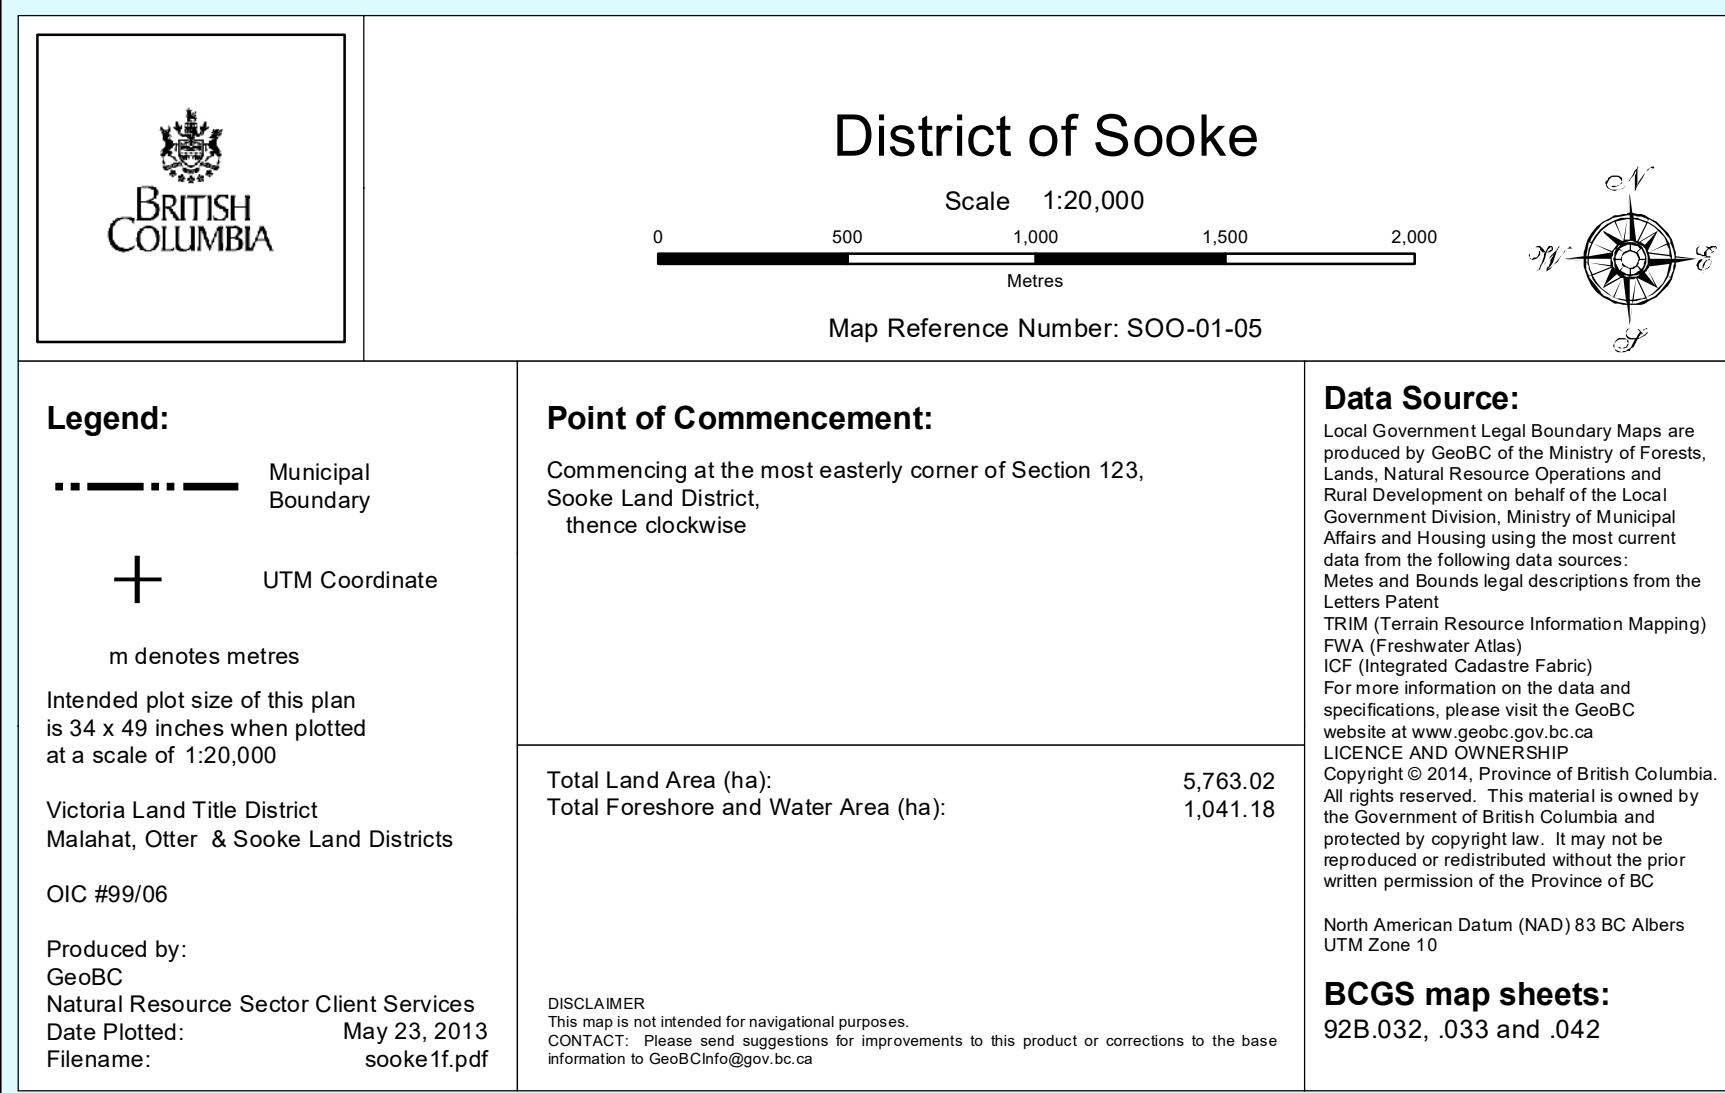 BRITISH
COLUMBIA
District of Sooke
Scale 1:20,000
0 500 1,000 1,500 2,000
Metres
Map Reference Number: SOO-01-05
N
W
E
S
Legend:
Municipal
Boundary
UTM Coordinate
m denotes metres
Intended plot size of this plan
is 34 x 49 inches when plotted
at a scale of 1:20,000
Victoria Land Title District
Malahat, Otter & Sooke Land Districts
OIC #99/06
Produced by:
GeoBC
Natural Resource Sector Client Services
Date Plotted: May 23, 2013
Filename: sooke1f.pdf
Point of Commencement:
Commencing at the most easterly corner of Section 123,
Sooke Land District,
thence clockwise
Total Land Area (ha): 5,763.02
Total Foreshore and Water Area (ha): 1,041.18
DISCLAIMER
This map is not intended for navigational purposes.
CONTACT: Please send suggestions for improvements to this product or corrections to the base
information to GeoBCInfo@gov.bc.ca
Data Source:
Local Government Legal Boundary Maps are
produced by GeoBC of the Ministry of Forests,
Lands, Natural Resource Operations and
Rural Development on behalf of the Local
Government Division, Ministry of Municipal
Affairs and Housing using the most current
data from the following data sources:
Metes and Bounds legal descriptions from the
Letters Patent
TRIM (Terrain Resource Information Mapping)
FWA (Freshwater Atlas)
ICF (Integrated Cadastre Fabric)
For more information on the data and
specifications, please visit the GeoBC
website at www.geobc.gov.bc.ca
LICENCE AND OWNERSHIP
Copyright © 2014, Province of British Columbia.
All rights reserved. This material is owned by
the Government of British Columbia and
protected by copyright law. It may not be
reproduced or redistributed without the prior
written permission of the Province of BC
North American Datum (NAD) 83 BC Albers
UTM Zone 10
BCGS map sheets:
92B.032, .033 and .042